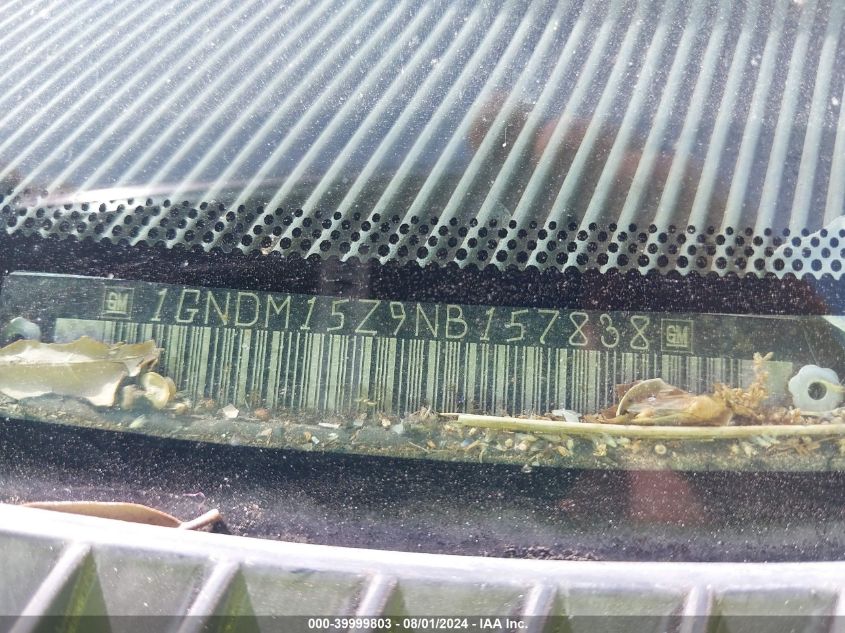 GM 1GNDM15Z9NB157838 GM
000-39999803 - 08/01/2024 - © IAA, Inc.